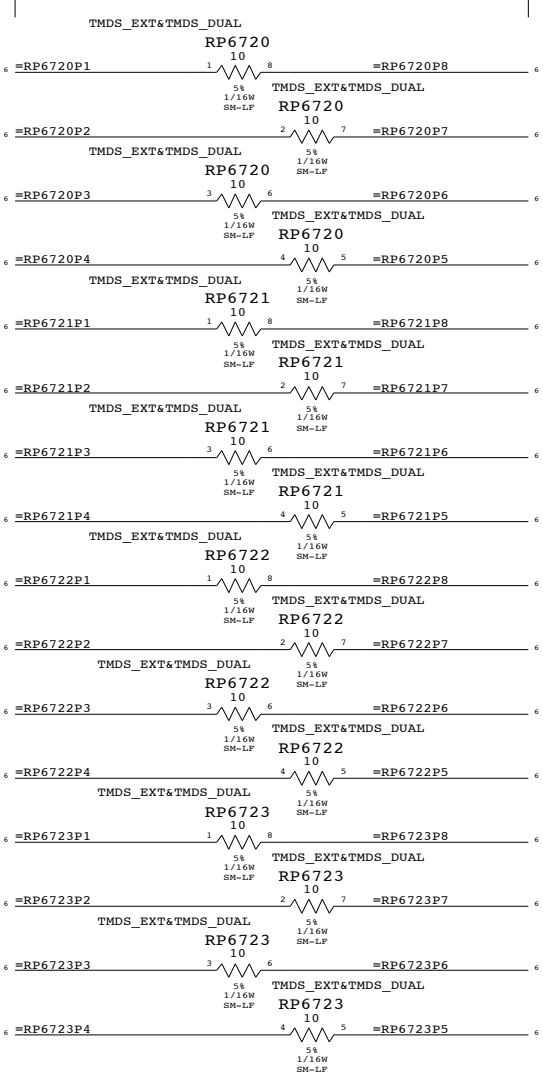 TMDS_EXT&TMDS_DUAL
RP6720
10
6 =RP6720P1 1 8 =RP6720P8 6
5%
1/16W
SM-LF
TMDS_EXT&TMDS_DUAL
RP6720
10
6 =RP6720P2 2 7 =RP6720P7 6
5%
1/16W
SM-LF
TMDS_EXT&TMDS_DUAL
RP6720
10
6 =RP6720P3 3 6 =RP6720P6 6
5%
1/16W
SM-LF
TMDS_EXT&TMDS_DUAL
RP6720
10
6 =RP6720P4 4 5 =RP6720P5 6
5%
1/16W
SM-LF
TMDS_EXT&TMDS_DUAL
RP6721
10
6 =RP6721P1 1 8 =RP6721P8 6
5%
1/16W
SM-LF
TMDS_EXT&TMDS_DUAL
RP6721
10
6 =RP6721P2 2 7 =RP6721P7 6
5%
1/16W
SM-LF
TMDS_EXT&TMDS_DUAL
RP6721
10
6 =RP6721P3 3 6 =RP6721P6 6
5%
1/16W
SM-LF
TMDS_EXT&TMDS_DUAL
RP6721
10
6 =RP6721P4 4 5 =RP6721P5 6
5%
1/16W
SM-LF
TMDS_EXT&TMDS_DUAL
RP6722
10
6 =RP6722P1 1 8 =RP6722P8 6
5%
1/16W
SM-LF
TMDS_EXT&TMDS_DUAL
RP6722
10
6 =RP6722P2 2 7 =RP6722P7 6
5%
1/16W
SM-LF
TMDS_EXT&TMDS_DUAL
RP6722
10
6 =RP6722P3 3 6 =RP6722P6 6
5%
1/16W
SM-LF
TMDS_EXT&TMDS_DUAL
RP6722
10
6 =RP6722P4 4 5 =RP6722P5 6
5%
1/16W
SM-LF
TMDS_EXT&TMDS_DUAL
RP6723
10
6 =RP6723P1 1 8 =RP6723P8 6
5%
1/16W
SM-LF
TMDS_EXT&TMDS_DUAL
RP6723
10
6 =RP6723P2 2 7 =RP6723P7 6
5%
1/16W
SM-LF
TMDS_EXT&TMDS_DUAL
RP6723
10
6 =RP6723P3 3 6 =RP6723P6 6
5%
1/16W
SM-LF
TMDS_EXT&TMDS_DUAL
RP6723
10
6 =RP6723P4 4 5 =RP6723P5 6
5%
1/16W
SM-LF